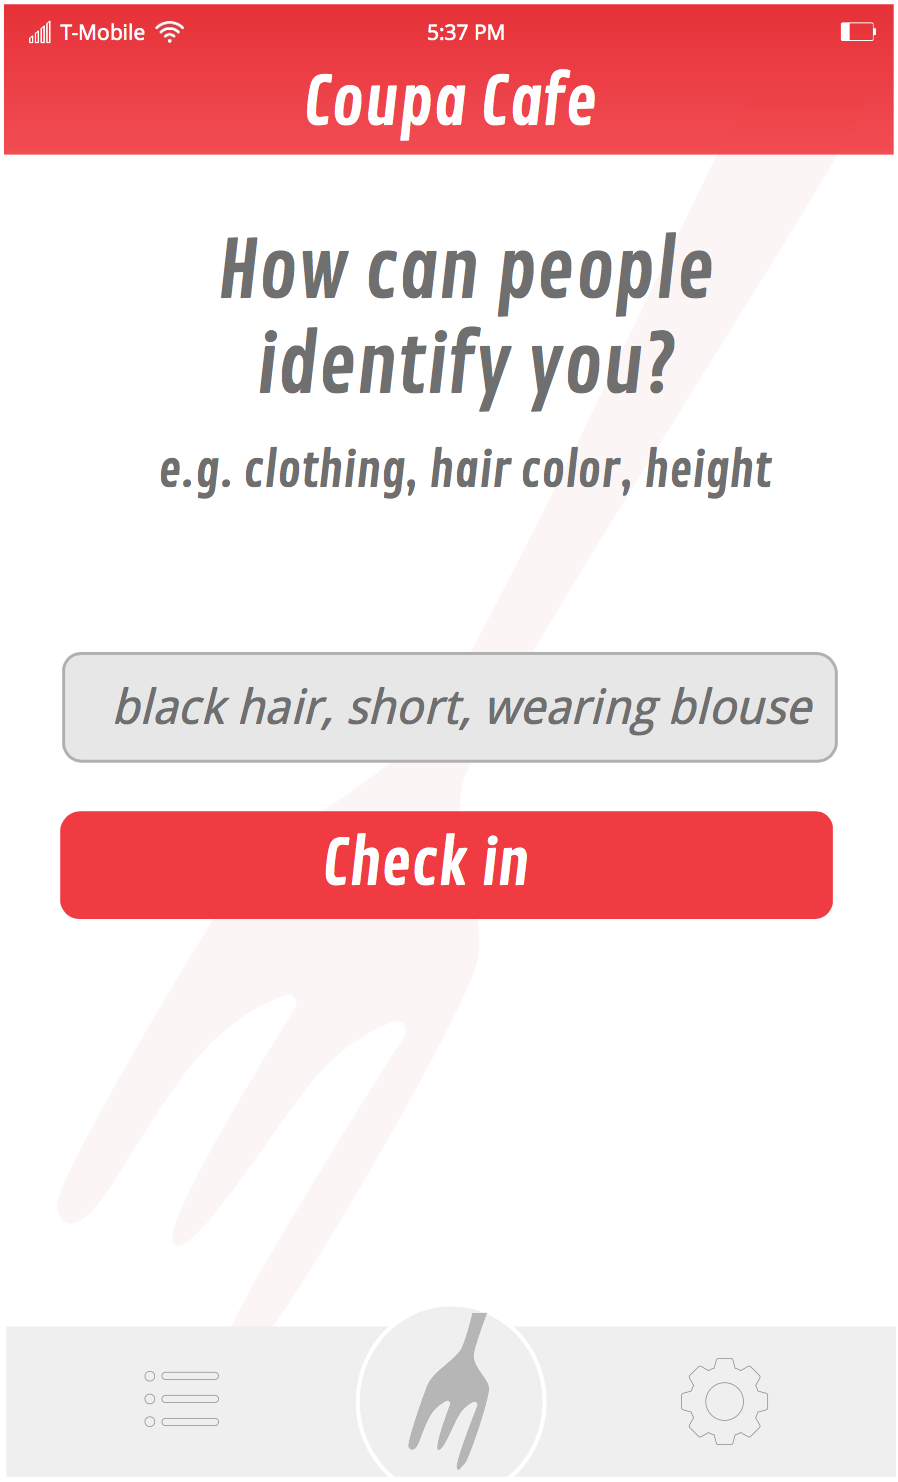 T-Mobile 5:37 PM
Coupa Cafe
How can people
identify you?
e.g. clothing, hair color, height
black hair, short, wearing blouse
Check in